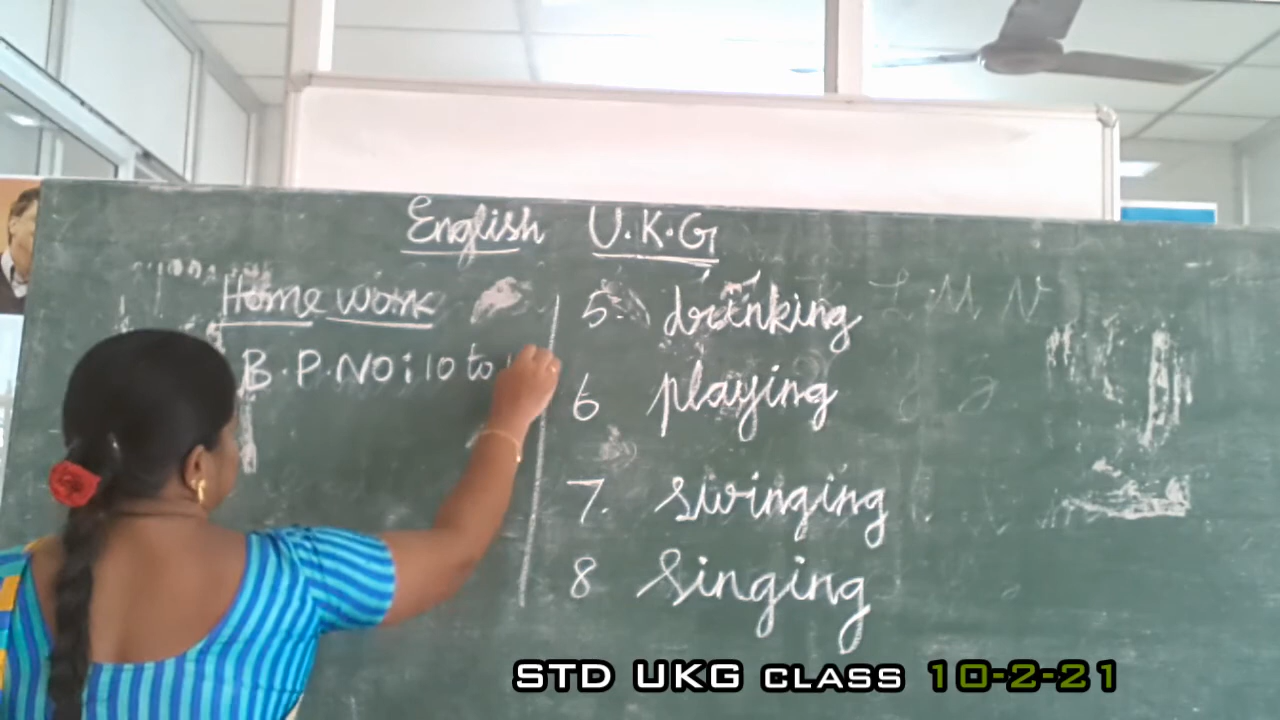 English U.K.G
Home work
B.P.NO: 10 to
5. drinking
6 playing
7. swinging
8 singing
L M N
STD UKG CLASS 10-2-21